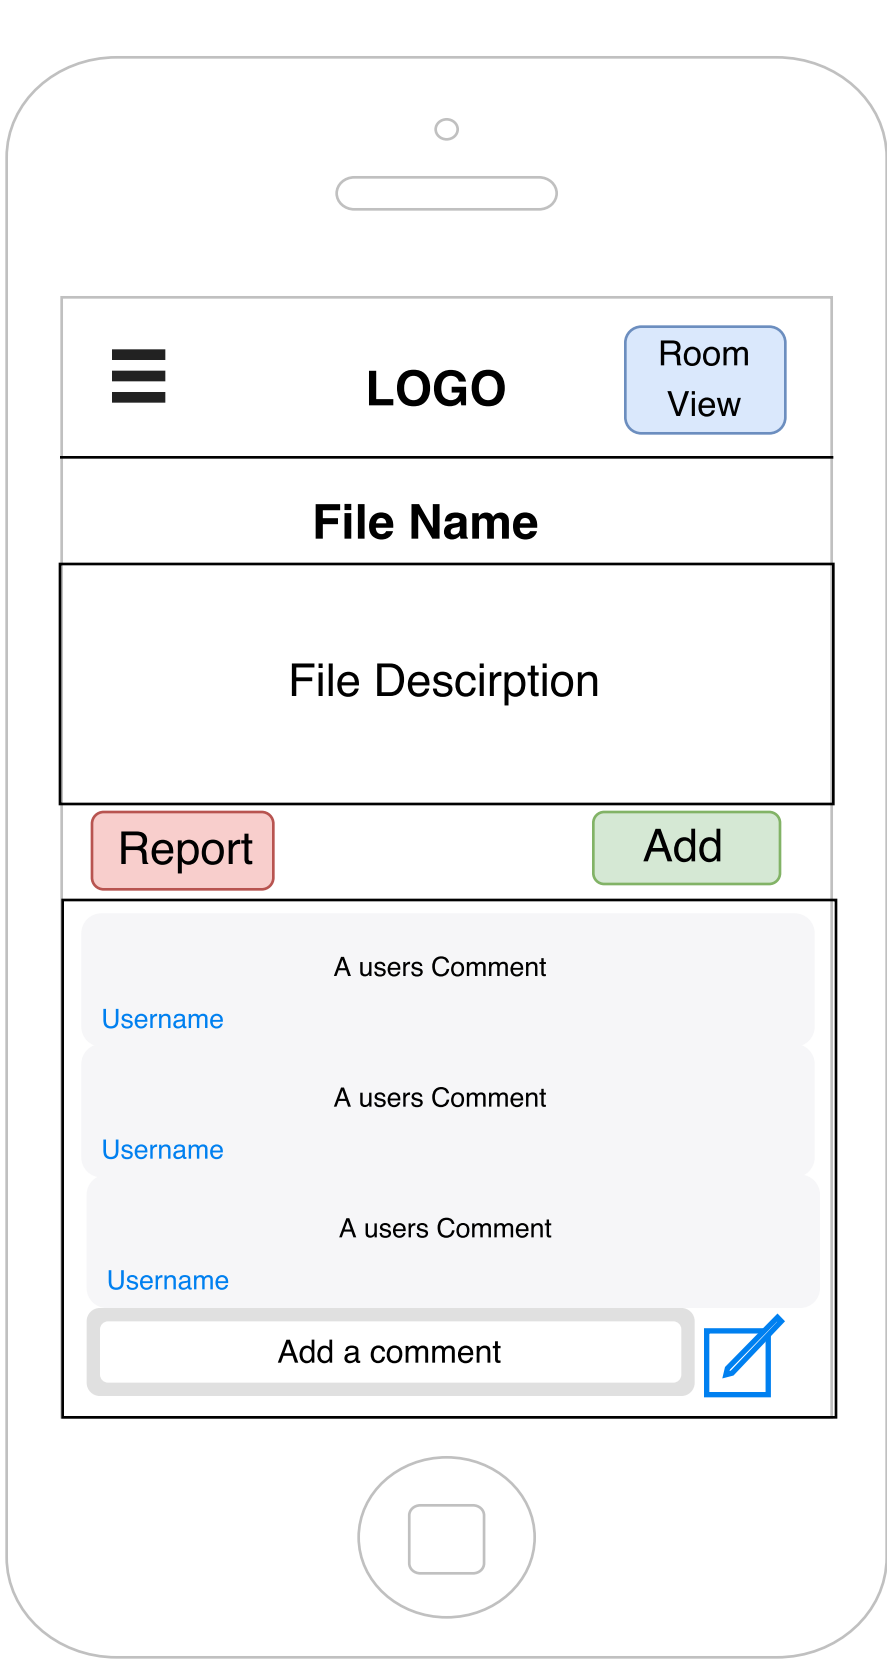 LOGO
Room
View
File Name
File Descirption
Report
Add
A users Comment
Username
A users Comment
Username
A users Comment
Username
Add a comment